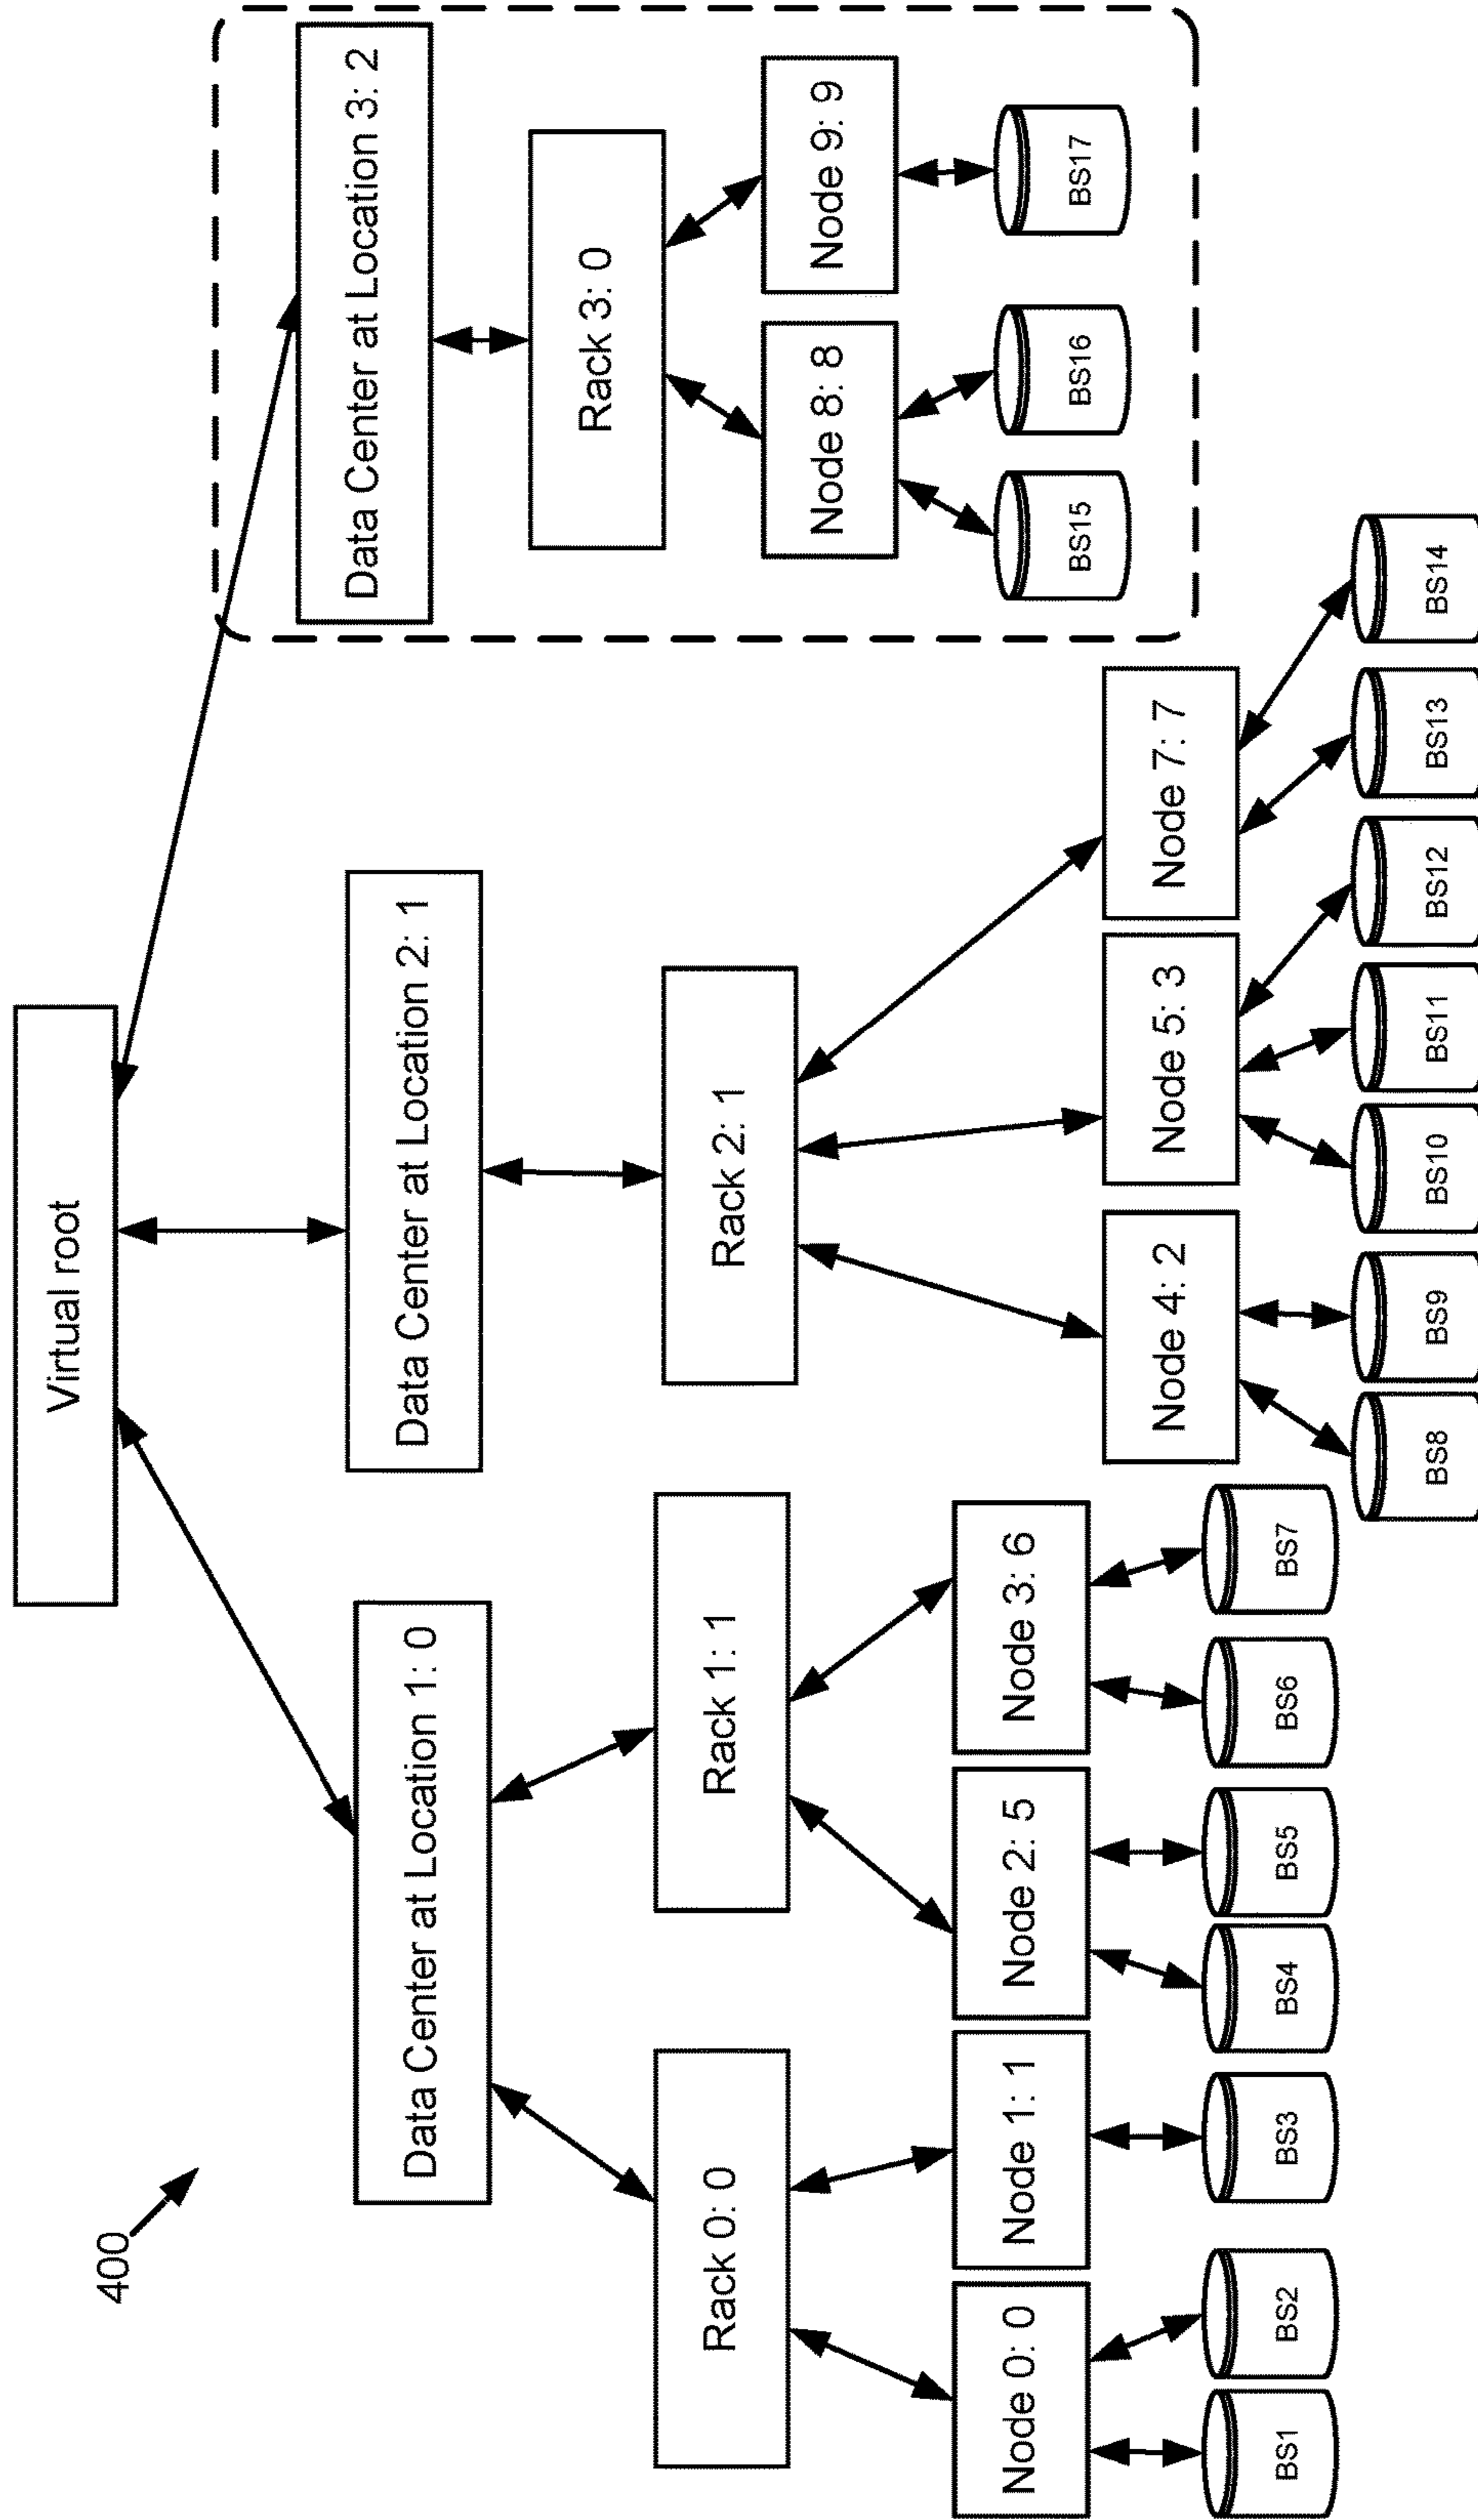 400
Virtual root
Data Center at Location 1: 0
Data Center at Location 2: 1
Data Center at Location 3: 2
Rack 0: 0
Rack 1: 1
Rack 2: 1
Rack 3: 0
Node 0: 0
Node 1: 1
Node 2: 5
Node 3: 6
Node 4: 2
Node 5: 3
Node 7: 7
Node 8: 8
Node 9: 9
BS1
BS2
BS3
BS4
BS5
BS6
BS7
BS8
BS9
BS10
BS11
BS12
BS13
BS14
BS15
BS16
BS17